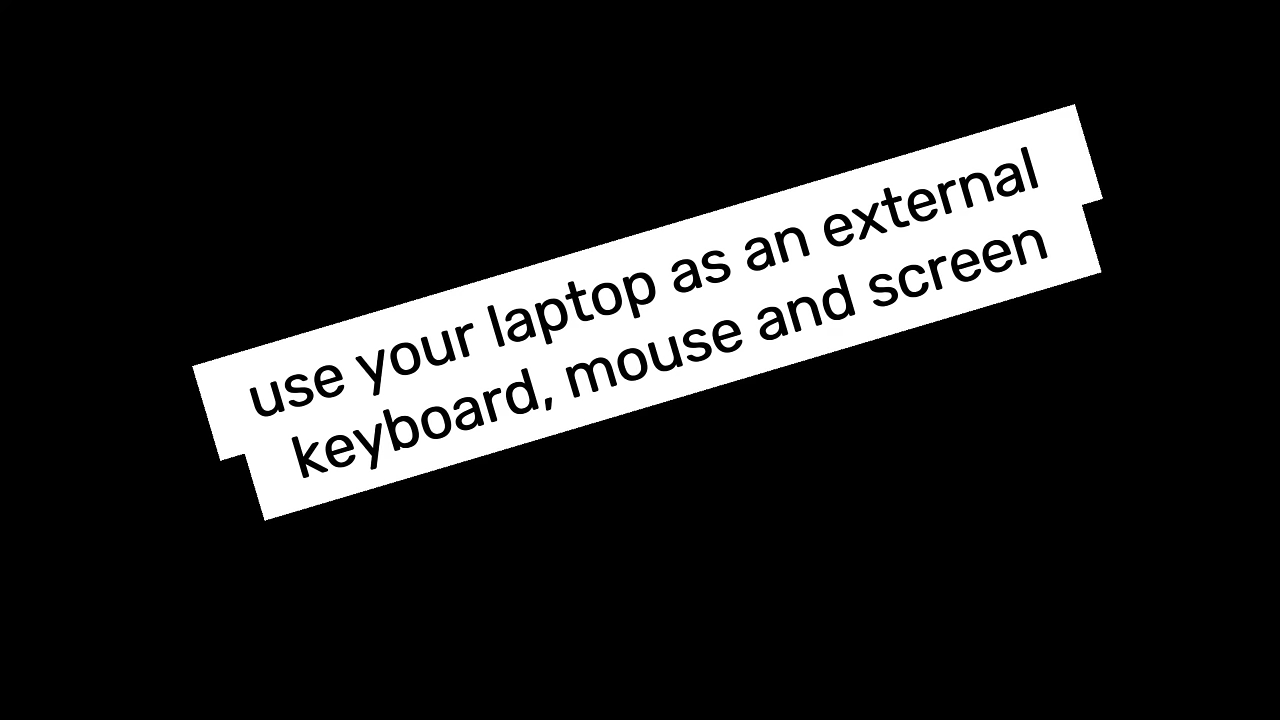 use your laptop as an external
keyboard, mouse and screen